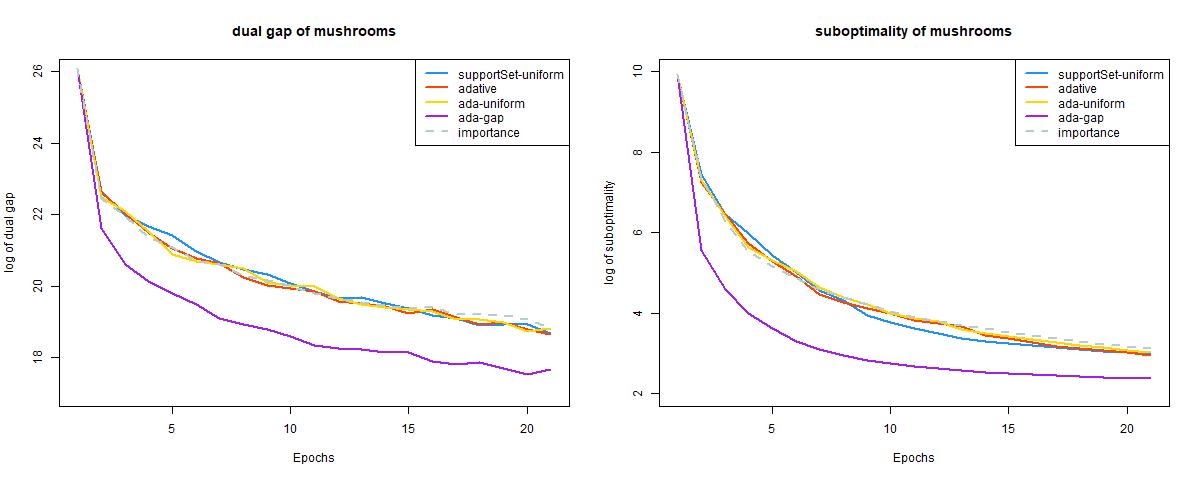 dual gap of mushrooms
log of dual gap
26
24
22
20
18
5
10
15
20
Epochs
supportSet-uniform
adative
ada-uniform
ada-gap
importance
suboptimality of mushrooms
log of suboptimality
10
8
6
4
2
5
10
15
20
Epochs
supportSet-uniform
adative
ada-uniform
ada-gap
importance